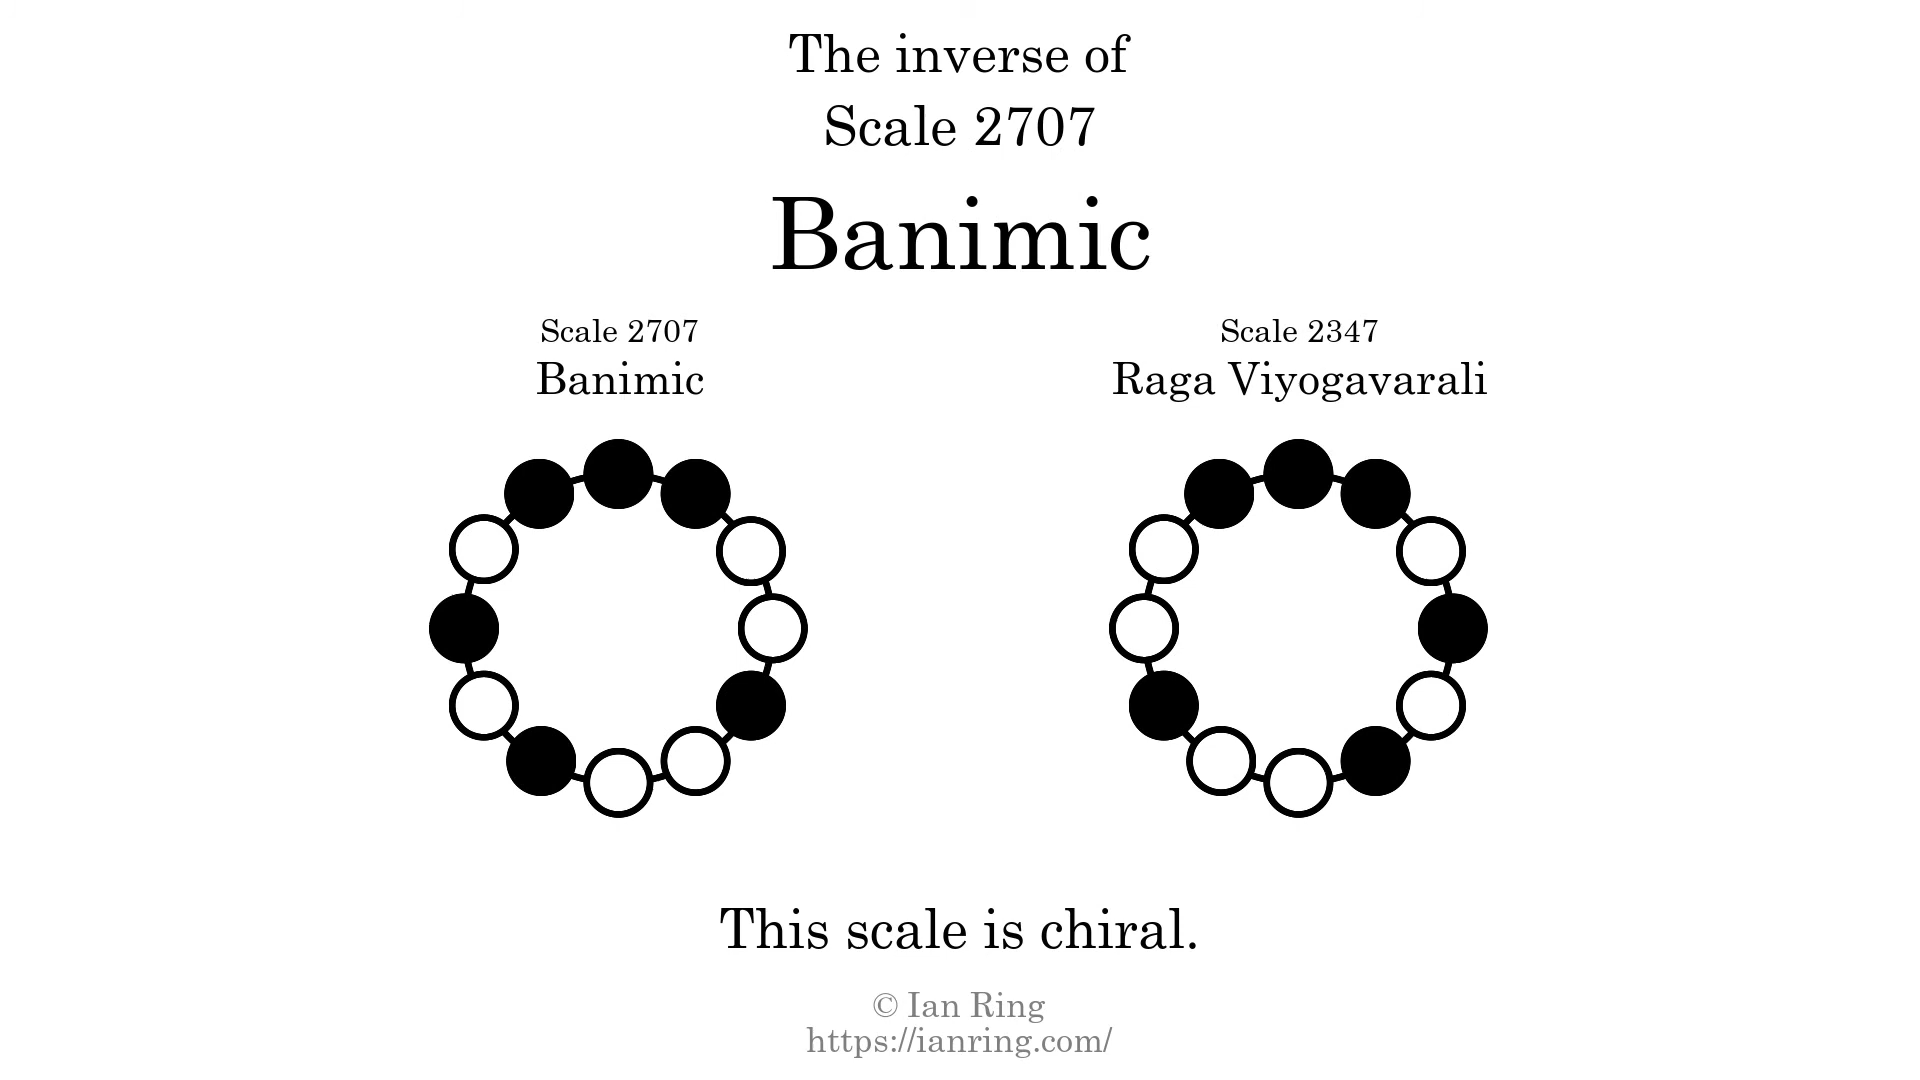 The inverse of
Scale 2707
Banimic
Scale 2707
Banimic
Scale 2347
Raga Viyogavarali
This scale is chiral.
© Ian Ring
https://ianring.com/